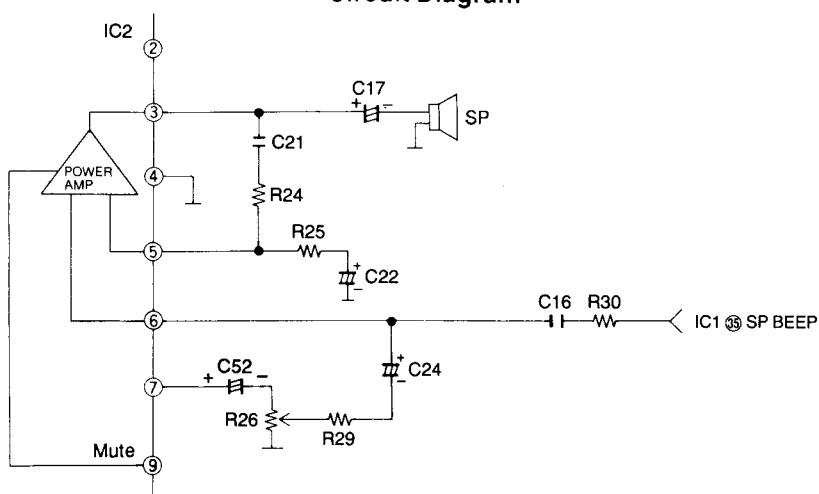 Circuit Diagram
IC2
②
C17
③
+
-
SP
C21
POWER
AMP
④
R24
R25
⑤
+
C22
-
C16
R30
⑥
IC1 ㉟ SP BEEP
C52
+
C24
-
+
-
⑦
R26
R29
Mute
⑨